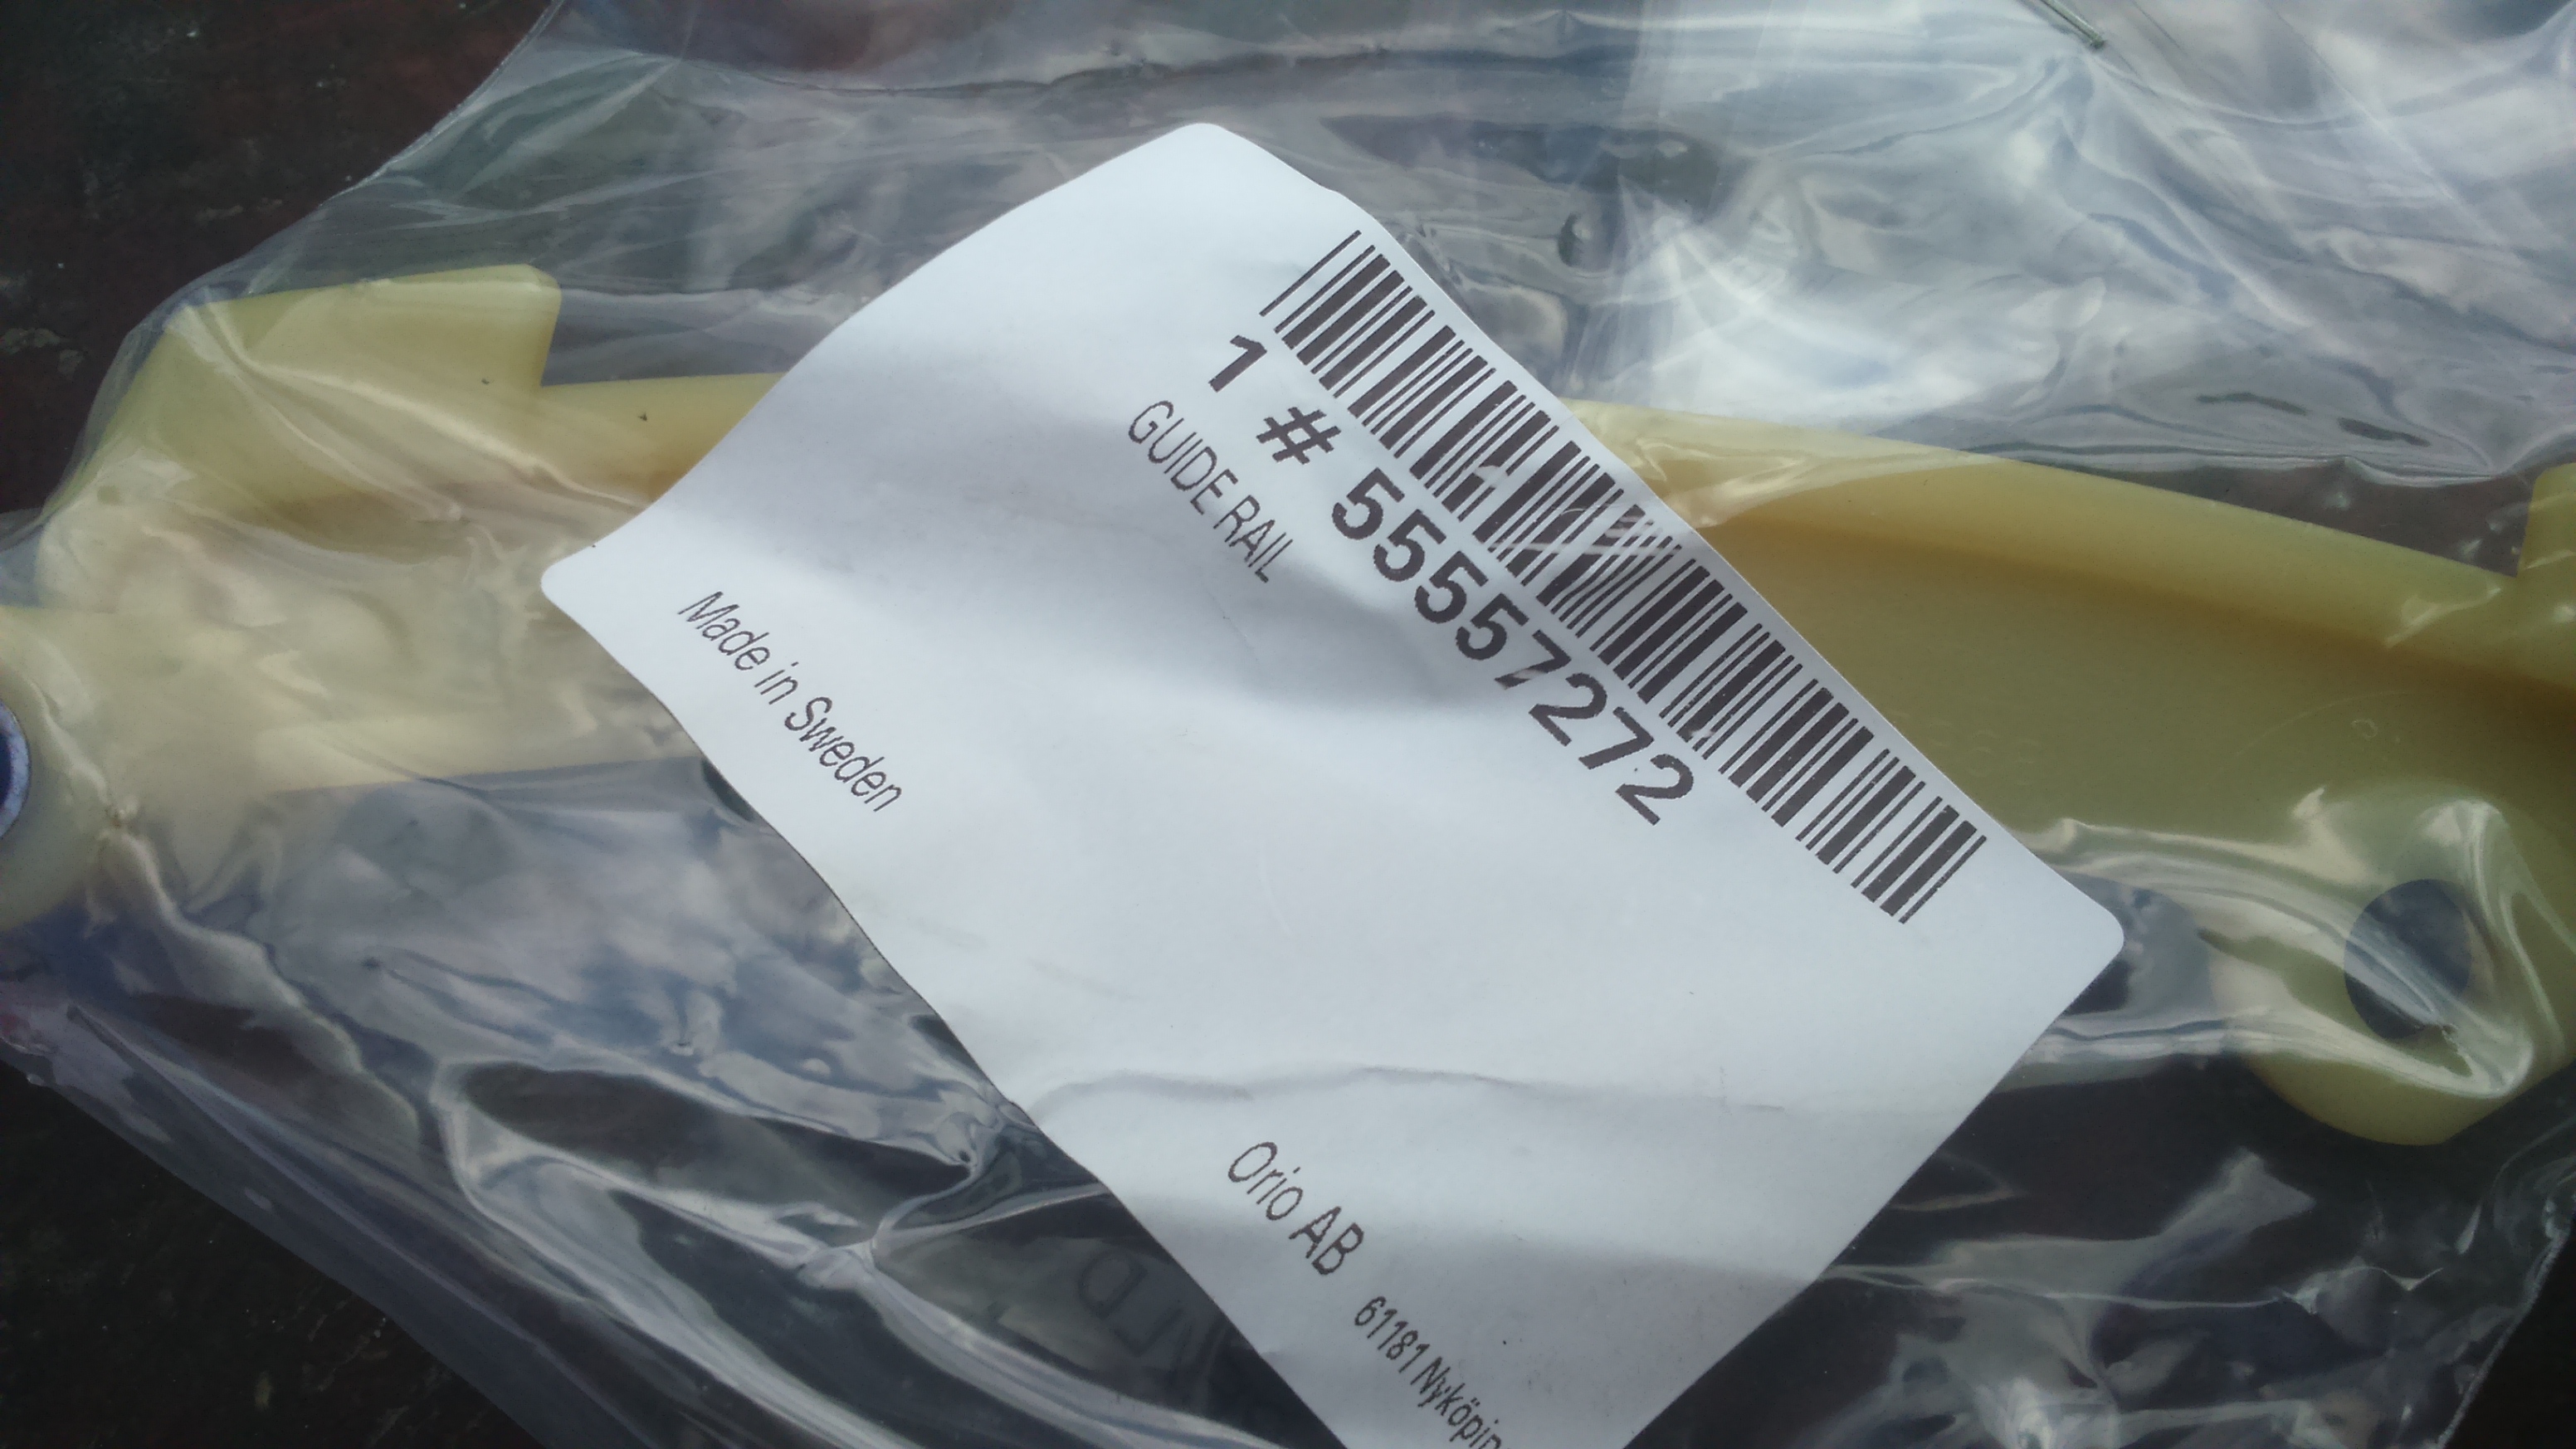 1 # 55557272
GUIDE RAIL
Made in Sweden
Orio AB 61181 Nyköpin